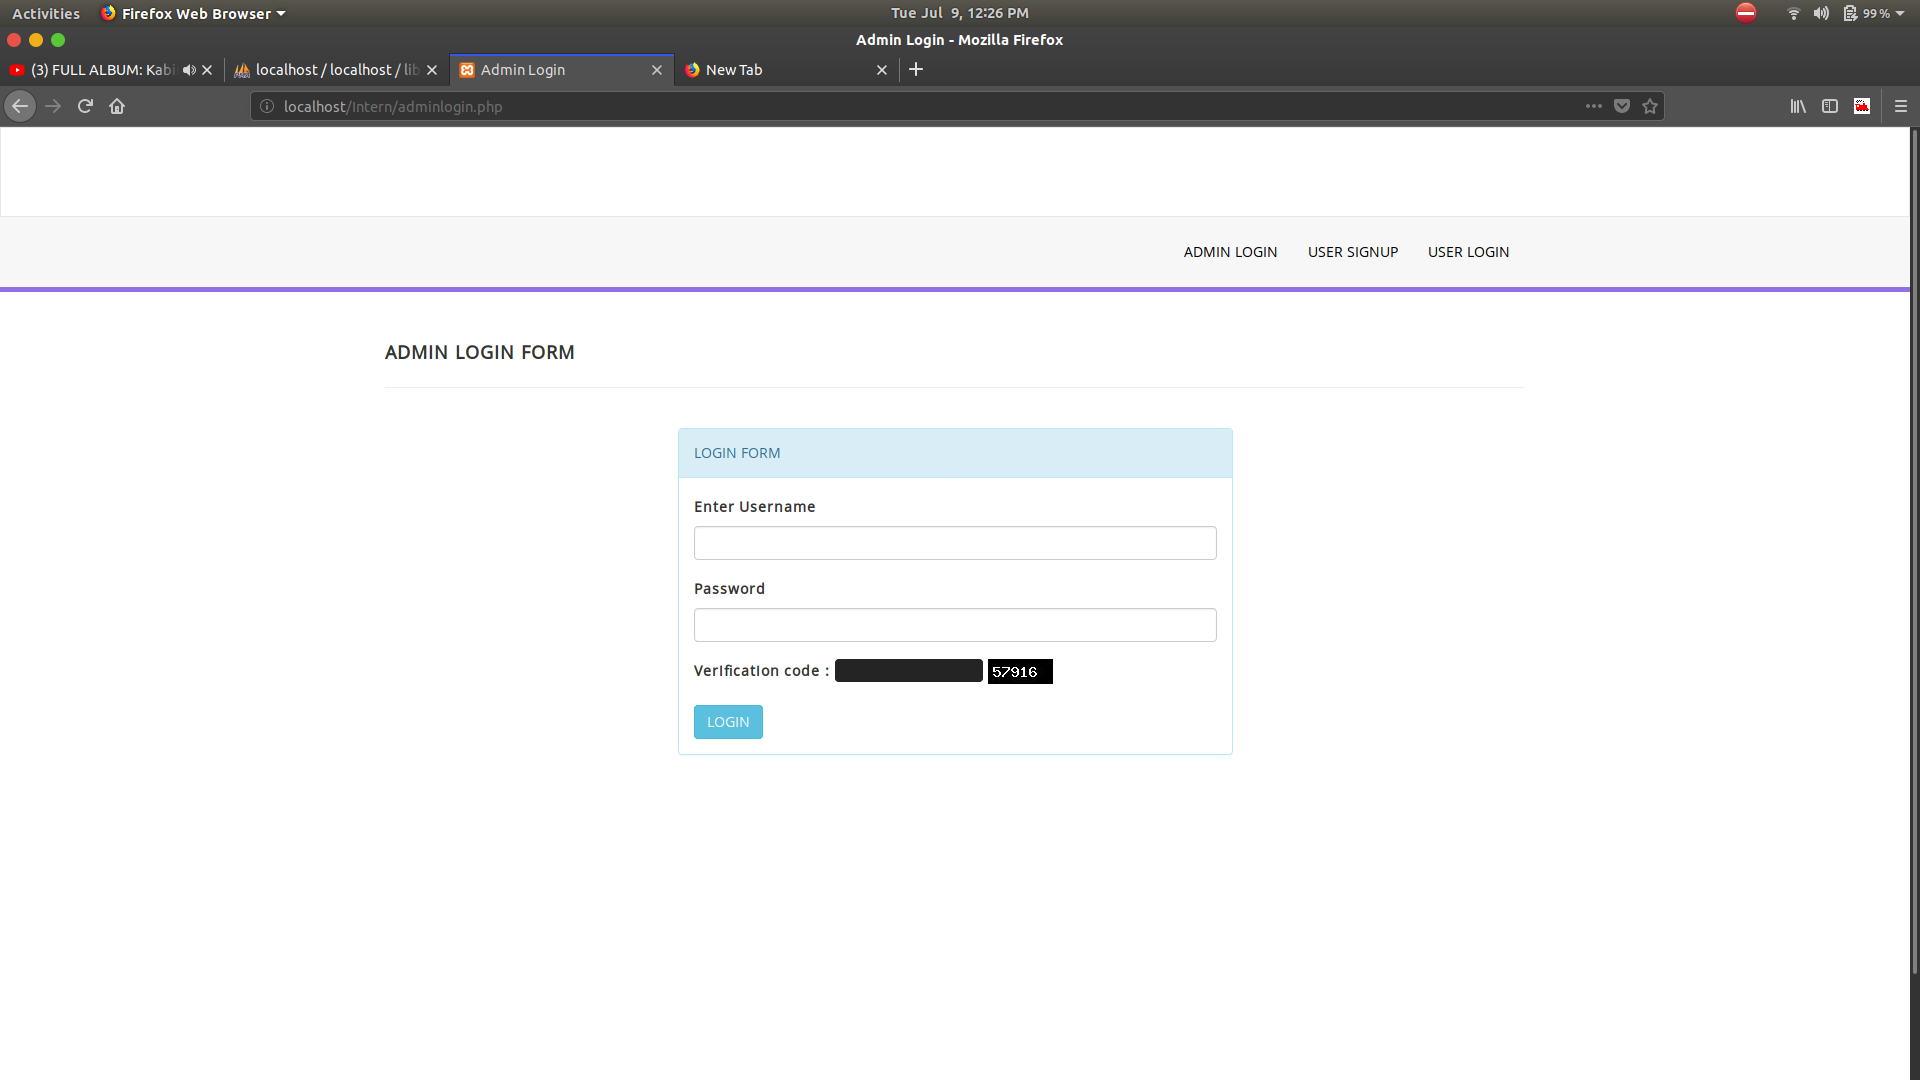 Activities Firefox Web Browser Tue Jul 9, 12:26 PM 99 %
Admin Login - Mozilla Firefox
(3) FULL ALBUM: Kabi localhost / localhost / lib Admin Login New Tab
localhost/Intern/adminlogin.php
ADMIN LOGIN USER SIGNUP USER LOGIN
ADMIN LOGIN FORM
LOGIN FORM
Enter Username
Password
Verification code : 57916
LOGIN